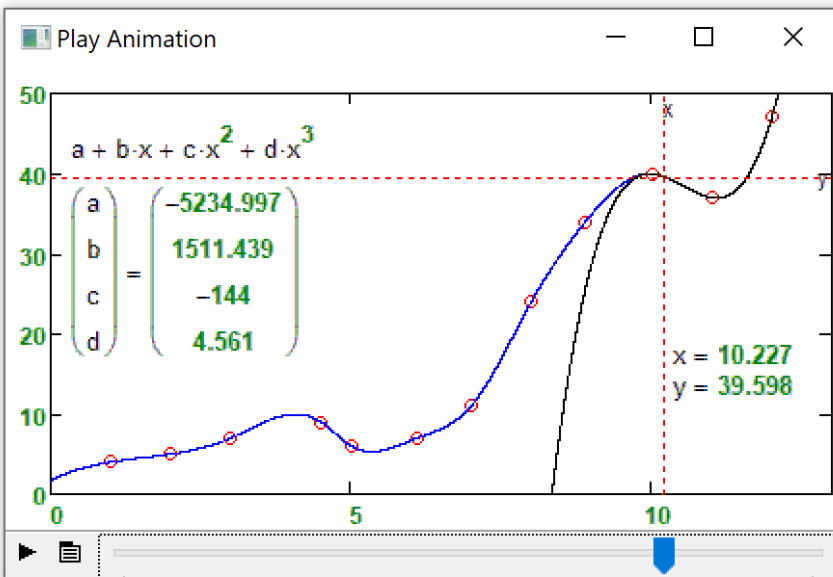 Play Animation
50
40
30
20
10
0
a + b·x + c·x² + d·x³
(a b c d) = (−5234.997 1511.439 −144 4.561)
x
y
x = 10.227
y = 39.598
0 5 10